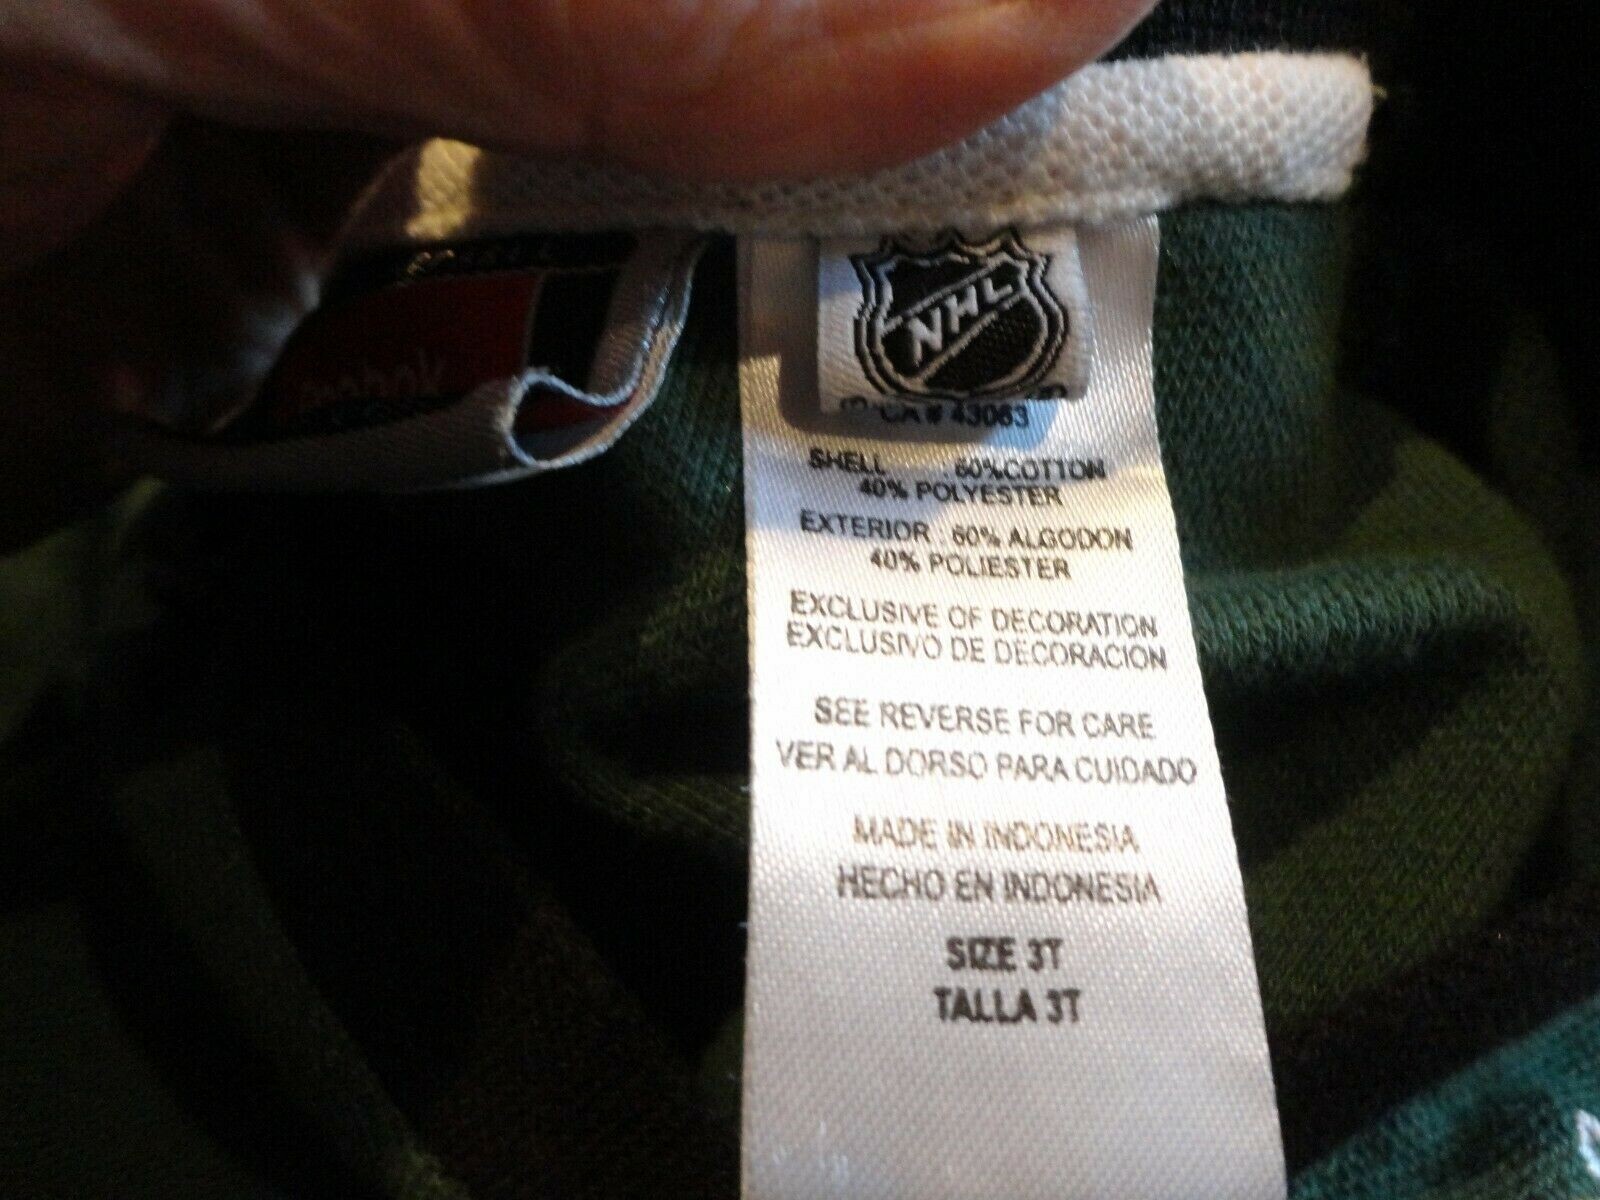 NHL
CA# 43063
SHELL : 60%COTTON
40% POLYESTER
EXTERIOR : 60% ALGODON
40% POLIESTER
EXCLUSIVE OF DECORATION
EXCLUSIVO DE DECORACION
SEE REVERSE FOR CARE
VER AL DORSO PARA CUIDADO
MADE IN INDONESIA
HECHO EN INDONESIA
SIZE 3T
TALLA 3T